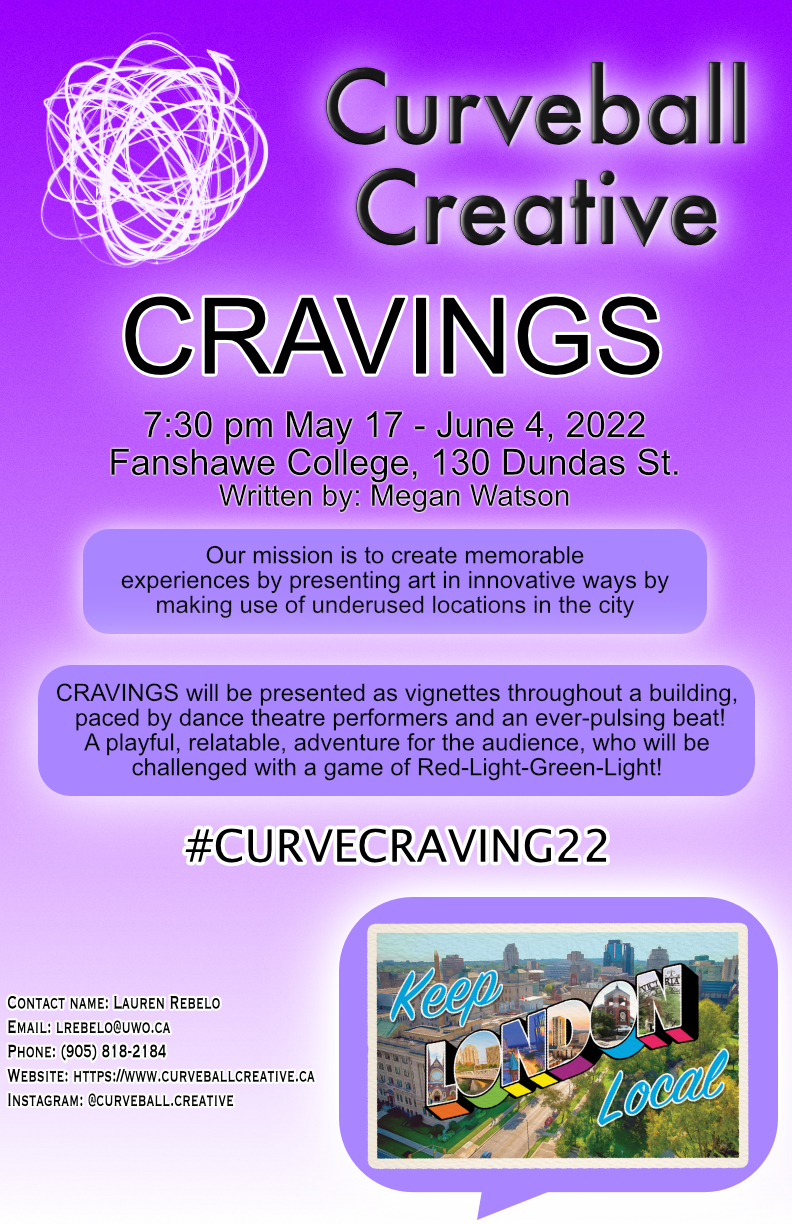 Curveball
Creative
CRAVINGS
7:30 pm May 17 - June 4, 2022
Fanshawe College, 130 Dundas St.
Written by: Megan Watson
Our mission is to create memorable
experiences by presenting art in innovative ways by
making use of underused locations in the city
CRAVINGS will be presented as vignettes throughout a building,
paced by dance theatre performers and an ever-pulsing beat!
A playful, relatable, adventure for the audience, who will be
challenged with a game of Red-Light-Green-Light!
#CURVECRAVING22
Contact name: Lauren Rebelo
Email: lrebelo@uwo.ca
Phone: (905) 818-2184
Website: https://www.curveballcreative.ca
Instagram: @curveball.creative
Keep
LONDON
Local